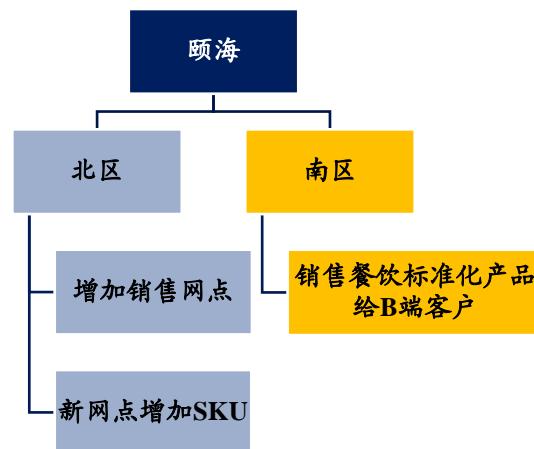 颐海
北区
南区
增加销售网点
销售餐饮标准化产品
给B端客户
新网点增加SKU